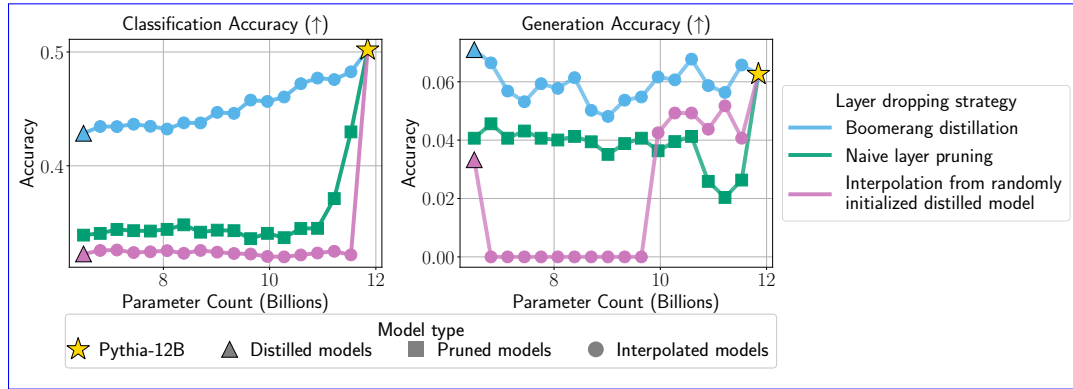 Classification Accuracy (↑)
Generation Accuracy (↑)
0.5
0.4
Accuracy
8
10
12
Parameter Count (Billions)
0.06
0.04
0.02
0.00
Accuracy
8
10
12
Parameter Count (Billions)
Layer dropping strategy
Boomerang distillation
Naive layer pruning
Interpolation from randomly
initialized distilled model
Model type
Pythia-12B
Distilled models
Pruned models
Interpolated models